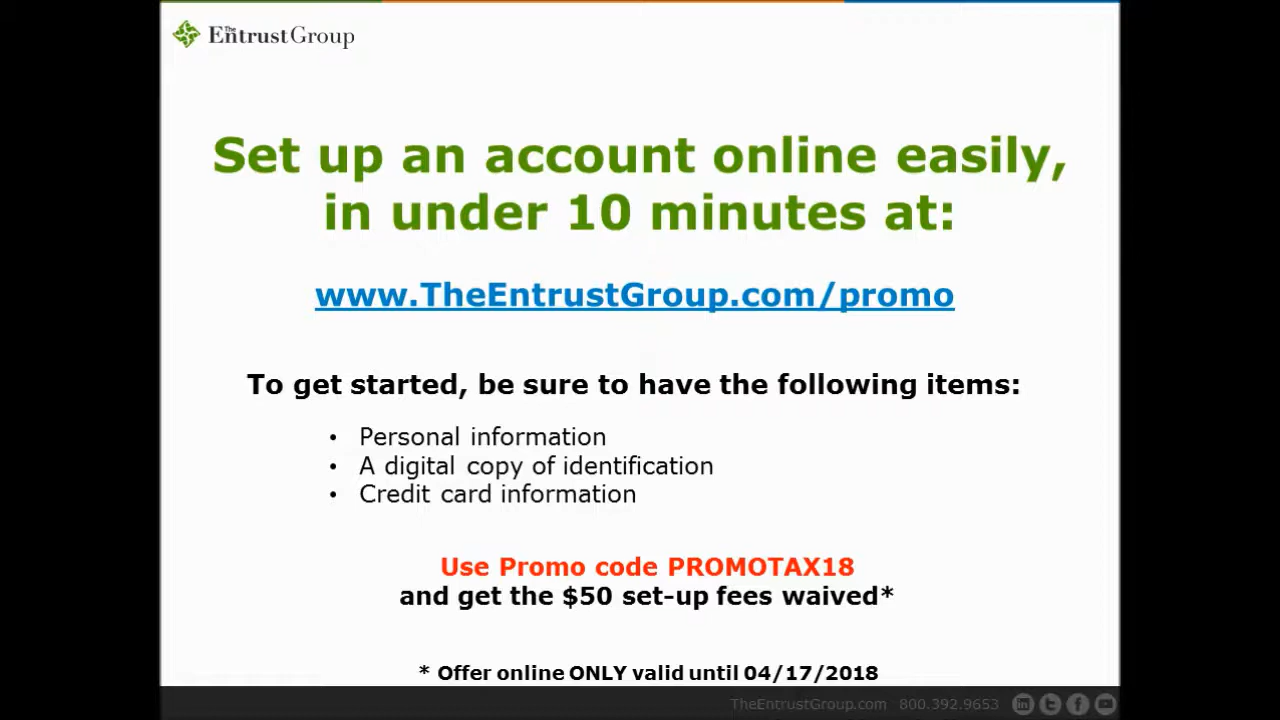 The EntrustGroup
Set up an account online easily,
in under 10 minutes at:
www.TheEntrustGroup.com/promo
To get started, be sure to have the following items:
• Personal information
• A digital copy of identification
• Credit card information
Use Promo code PROMOTAX18
and get the $50 set-up fees waived*
* Offer online ONLY valid until 04/17/2018
TheEntrustGroup.com 800.392.9653